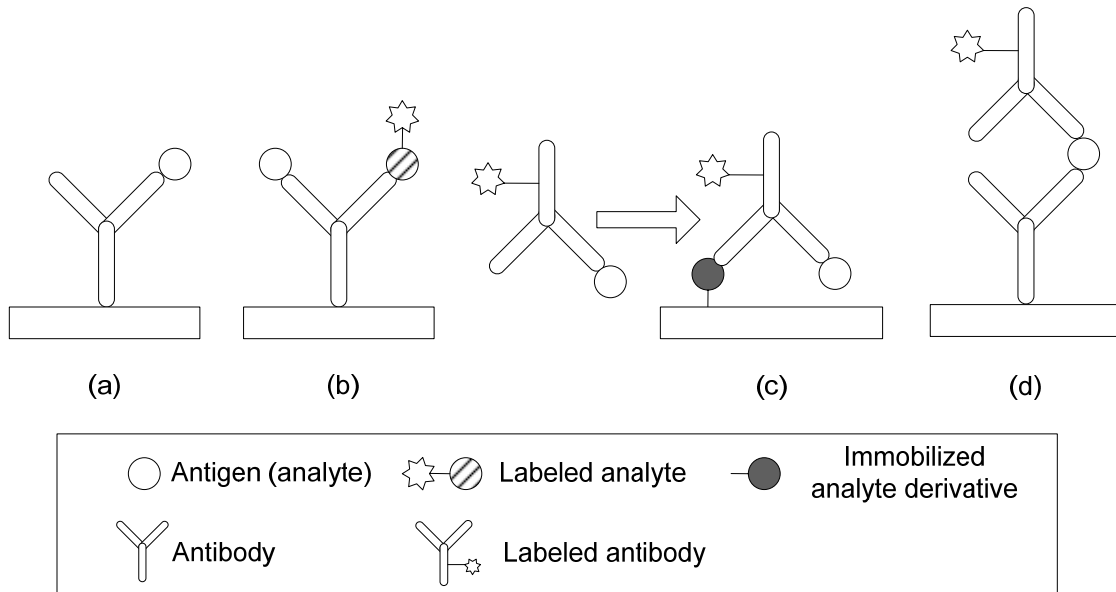 (a)
(b)
(c)
(d)
Antigen (analyte)
Labeled analyte
Immobilized
analyte derivative
Antibody
Labeled antibody